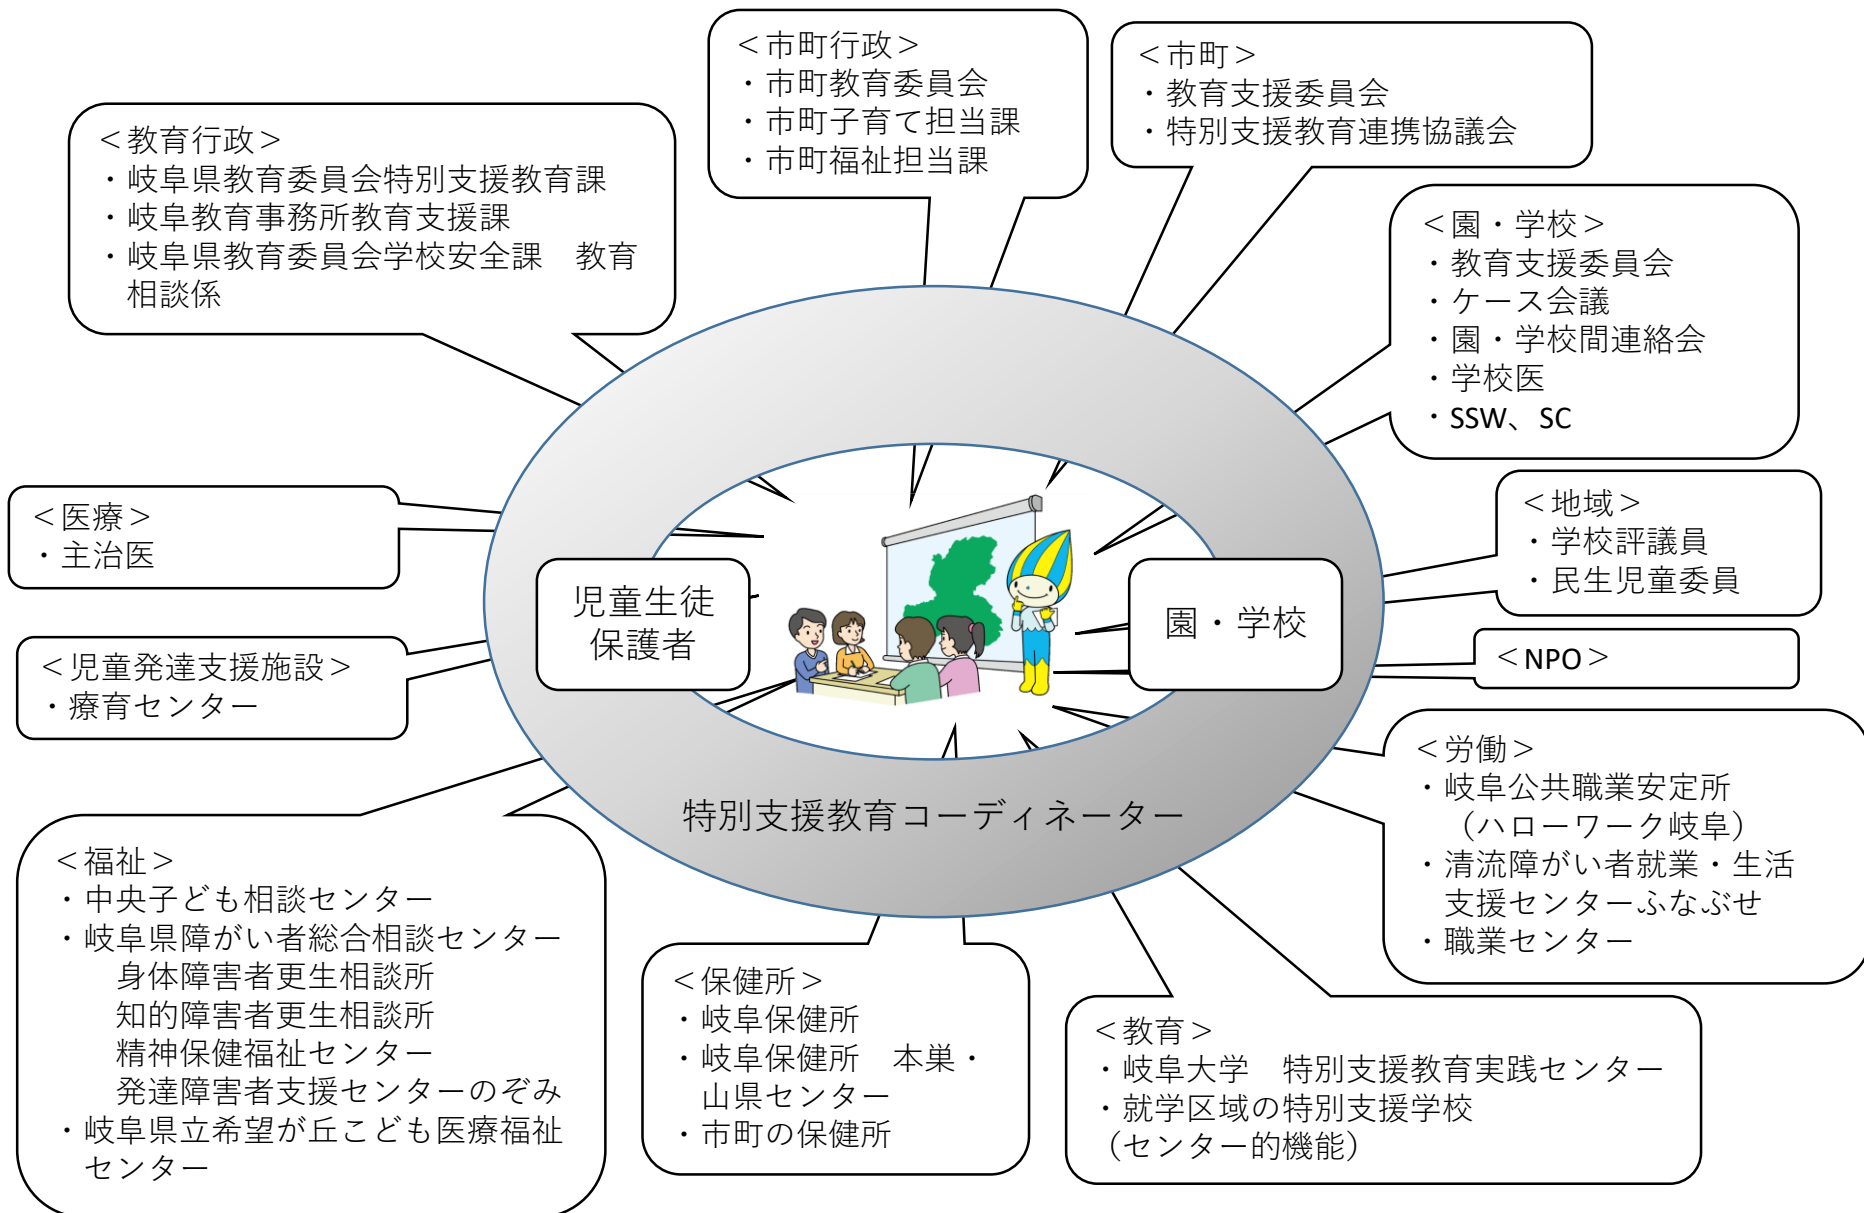 ＜市町行政＞
・市町教育委員会
・市町子育て担当課
・市町福祉担当課
＜市町＞
・教育支援委員会
・特別支援教育連携協議会
＜教育行政＞
・岐阜県教育委員会特別支援教育課
・岐阜教育事務所教育支援課
・岐阜県教育委員会学校安全課　教育
相談係
＜園・学校＞
・教育支援委員会
・ケース会議
・園・学校間連絡会
・学校医
・SSW、SC
＜医療＞
・主治医
＜地域＞
・学校評議員
・民生児童委員
児童生徒
保護者
園・学校
＜児童発達支援施設＞
・療育センター
＜NPO＞
特別支援教育コーディネーター
＜労働＞
・岐阜公共職業安定所
（ハローワーク岐阜）
・清流障がい者就業・生活
支援センターふなぶせ
・職業センター
＜福祉＞
・中央子ども相談センター
・岐阜県障がい者総合相談センター
身体障害者更生相談所
知的障害者更生相談所
精神保健福祉センター
発達障害者支援センターのぞみ
・岐阜県立希望が丘こども医療福祉
センター
＜保健所＞
・岐阜保健所
・岐阜保健所　本巣・
山県センター
・市町の保健所
＜教育＞
・岐阜大学　特別支援教育実践センター
・就学区域の特別支援学校
（センター的機能）